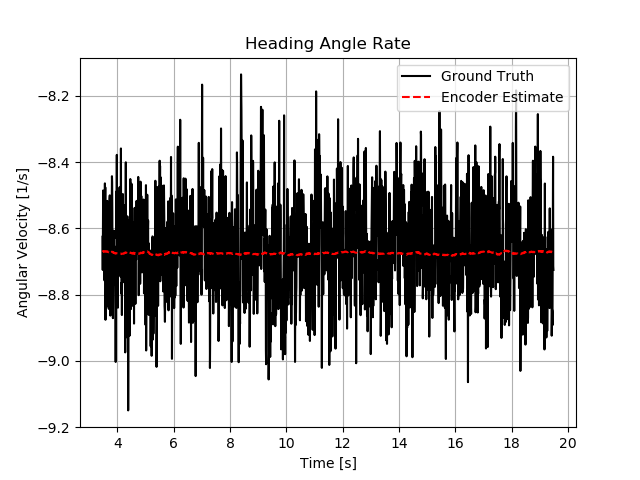 Heading Angle Rate
Ground Truth
Encoder Estimate
Angular Velocity [1/s]
−8.2
−8.4
−8.6
−8.8
−9.0
−9.2
4 6 8 10 12 14 16 18 20
Time [s]